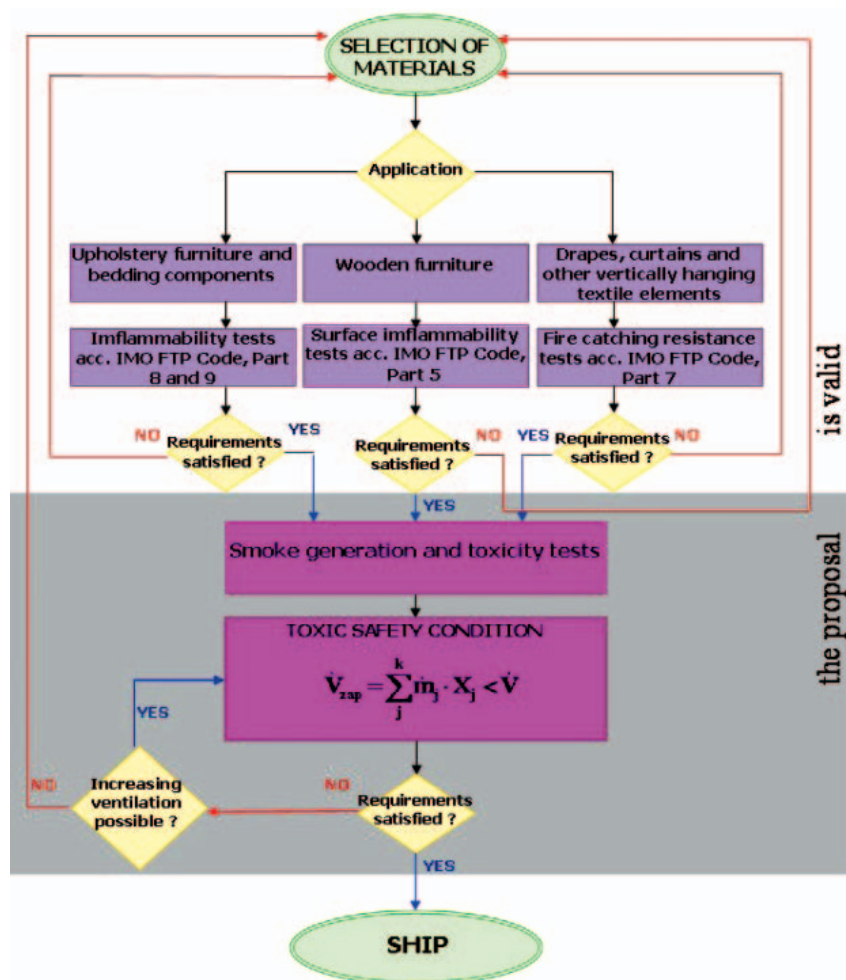 SELECTION OF
MATERIALS
Application
Upholstery furniture and
bedding components
Wooden furniture
Drapes, curtains and
other vertically hanging
textile elements
Imflammability tests
acc. IMO FTP Code, Part
8 and 9
Surface imflammability
tests acc. IMO FTP Code,
Part 5
Fire catching resistance
tests acc. IMO FTP Code,
Part 7
is valid
NO
Requirements
satisfied ?
YES
Requirements
satisfied ?
NO
YES
Requirements
satisfied ?
NO
YES
Smoke generation and toxicity tests
the proposal
TOXIC SAFETY CONDITION
V̇zap = ∑ j k ṁj · Xj < V̇
YES
NO
Increasing
ventilation
possible ?
NO
Requirements
satisfied ?
YES
SHIP